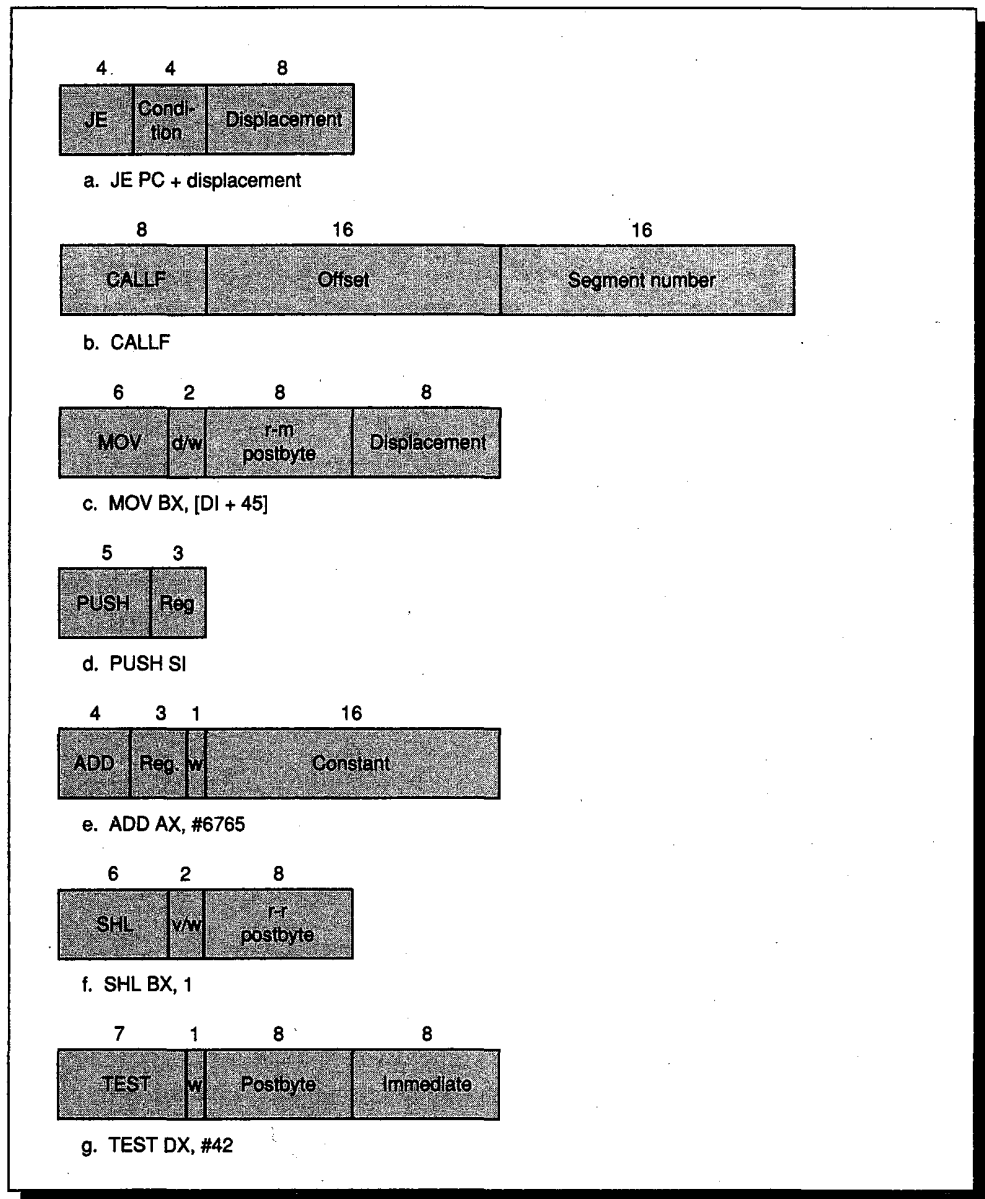 4 4 8
JE Condi-tion Displacement
a. JE PC + displacement
8 16 16
CALLF Offset Segment number
b. CALLF
6 2 8 8
MOV d/w r-m postbyte Displacement
c. MOV BX, [DI + 45]
5 3
PUSH Reg
d. PUSH SI
4 3 1 16
ADD Reg. w Constant
e. ADD AX, #6765
6 2 8
SHL v/w r-r postbyte
f. SHL BX, 1
7 1 8 8
TEST w Postbyte Immediate
g. TEST DX, #42